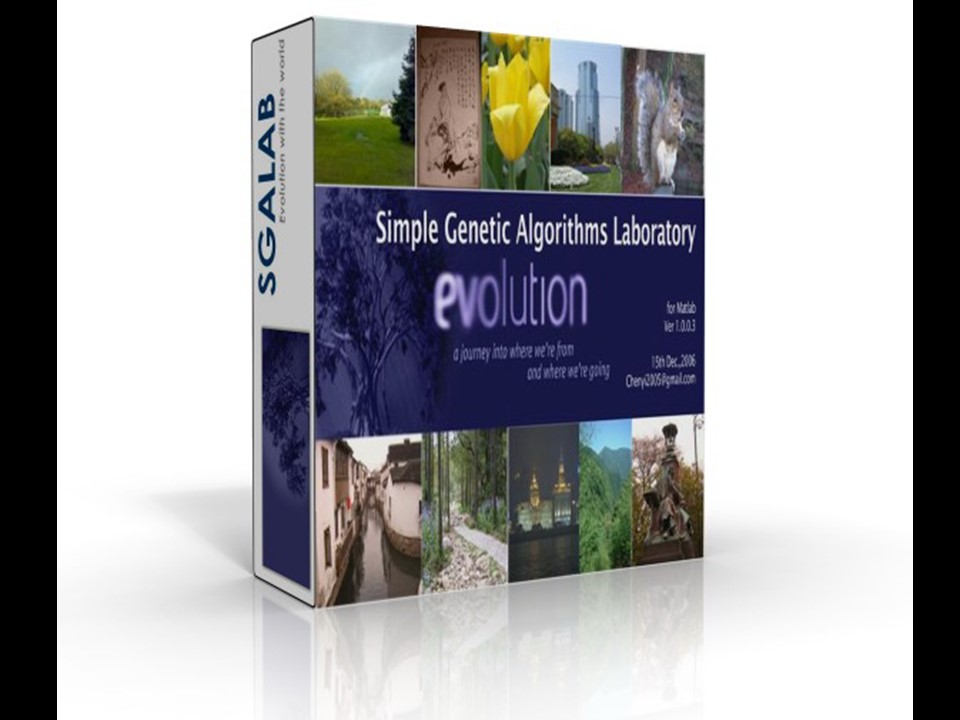 SGALAB
Evolution with the world
Simple Genetic Algorithms Laboratory
evolution
a journey into where we're from
and where we're going
for Matlab
Ver 1.0.0.3
15th Dec.,2006
Chenyi2005@gmail.com